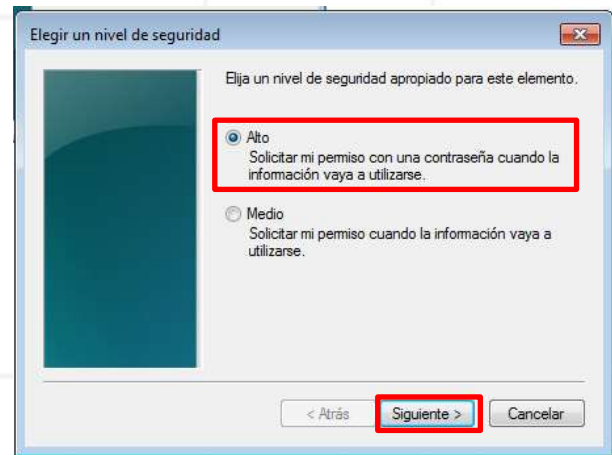 Elegir un nivel de seguridad
Elija un nivel de seguridad apropiado para este elemento.
Alto
Solicitar mi permiso con una contraseña cuando la
información vaya a utilizarse.
Medio
Solicitar mi permiso cuando la información vaya a
utilizarse.
< Atrás Siguiente > Cancelar